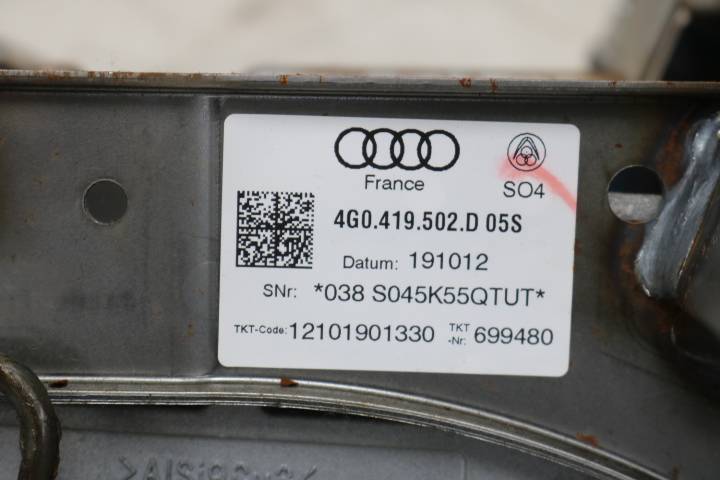 France
SO4
4G0.419.502.D 05S
Datum: 191012
SNr: *038 S045K55QTUT*
TKT-Code: 12101901330 TKT-Nr: 699480